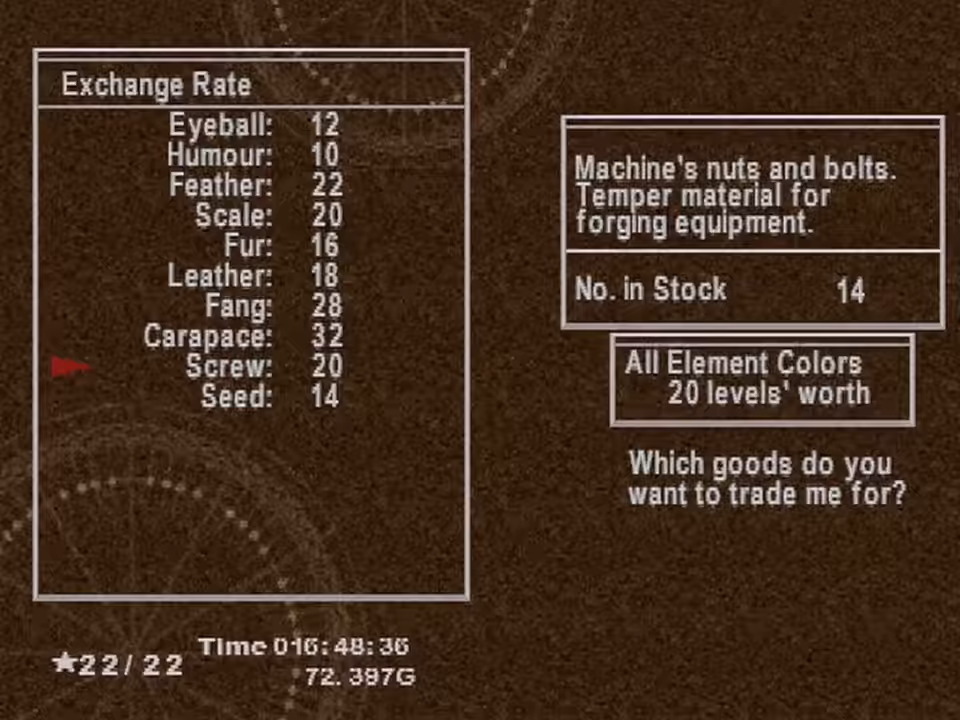 Exchange Rate
Eyeball: 12
Humour: 10
Feather: 22
Scale: 20
Fur: 16
Leather: 18
Fang: 28
Carapace: 32
Screw: 20
Seed: 14
Machine's nuts and bolts.
Temper material for
forging equipment.
No. in Stock 14
All Element Colors
20 levels' worth
Which goods do you
want to trade me for?
★22/22
Time 016:48:36
72.397G